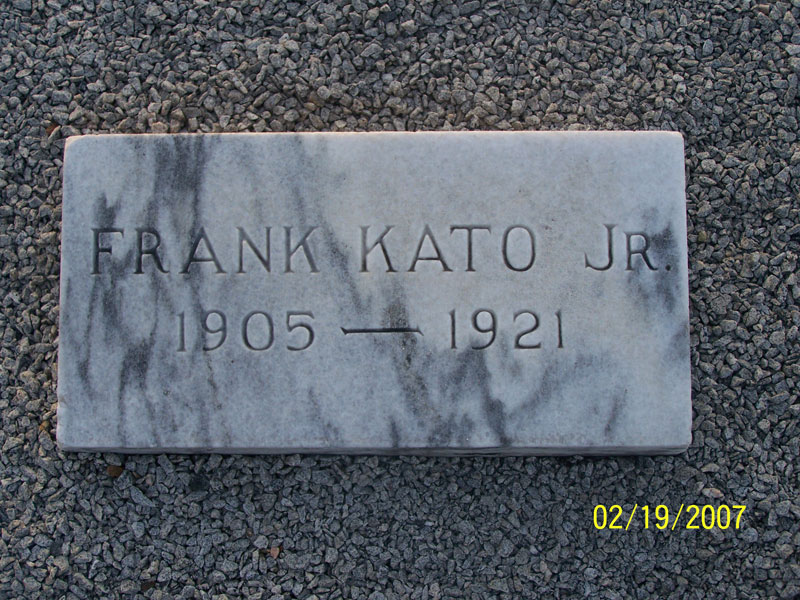 FRANK KATO JR.
1905 — 1921
02/19/2007